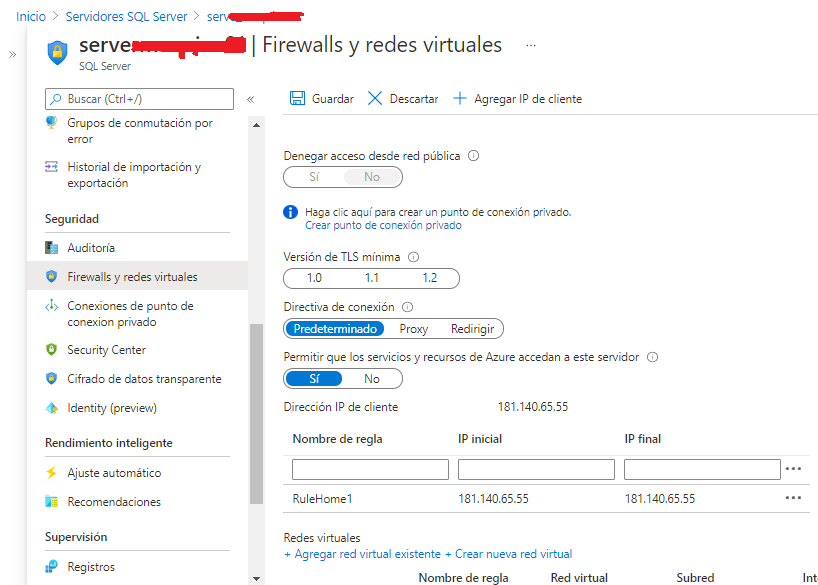 Inicio > Servidores SQL Server >
| Firewalls y redes virtuales ...
SQL Server
»
Buscar (Ctrl+/)
«
Grupos de conmutación por
error
Historial de importación y
exportación
Seguridad
Auditoría
Firewalls y redes virtuales
Conexiones de punto de
conexion privado
Security Center
Cifrado de datos transparente
Identity (preview)
Rendimiento inteligente
Ajuste automático
Recomendaciones
Supervisión
Registros
Guardar Descartar Agregar IP de cliente
Denegar acceso desde red pública
Sí No
Haga clic aquí para crear un punto de conexión privado.
Crear punto de conexión privado
Versión de TLS mínima
1.0 1.1 1.2
Directiva de conexión
Predeterminado Proxy Redirigir
Permitir que los servicios y recursos de Azure accedan a este servidor
Sí No
Dirección IP de cliente 181.140.65.55
Nombre de regla IP inicial IP final
RuleHome1 181.140.65.55 181.140.65.55
Redes virtuales
+ Agregar red virtual existente + Crear nueva red virtual
Nombre de regla Red virtual Subred